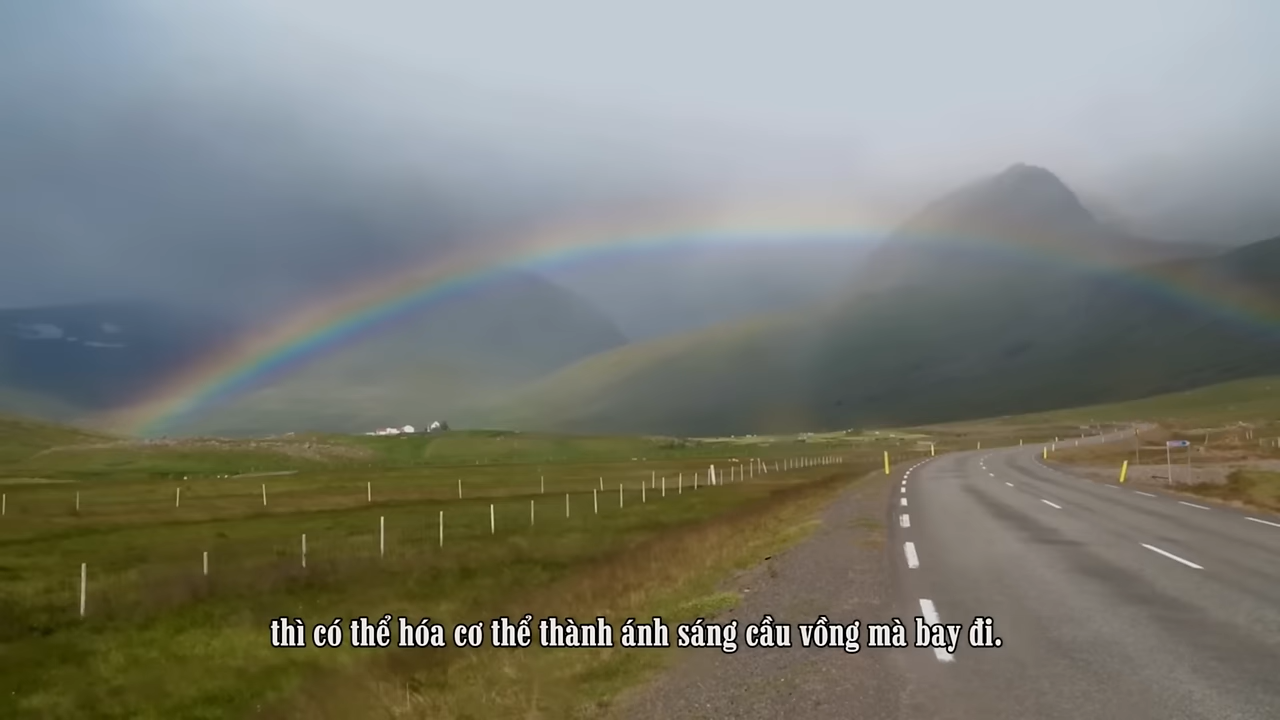 thì có thể hóa cơ thể thành ánh sáng cầu vồng mà bay đi.